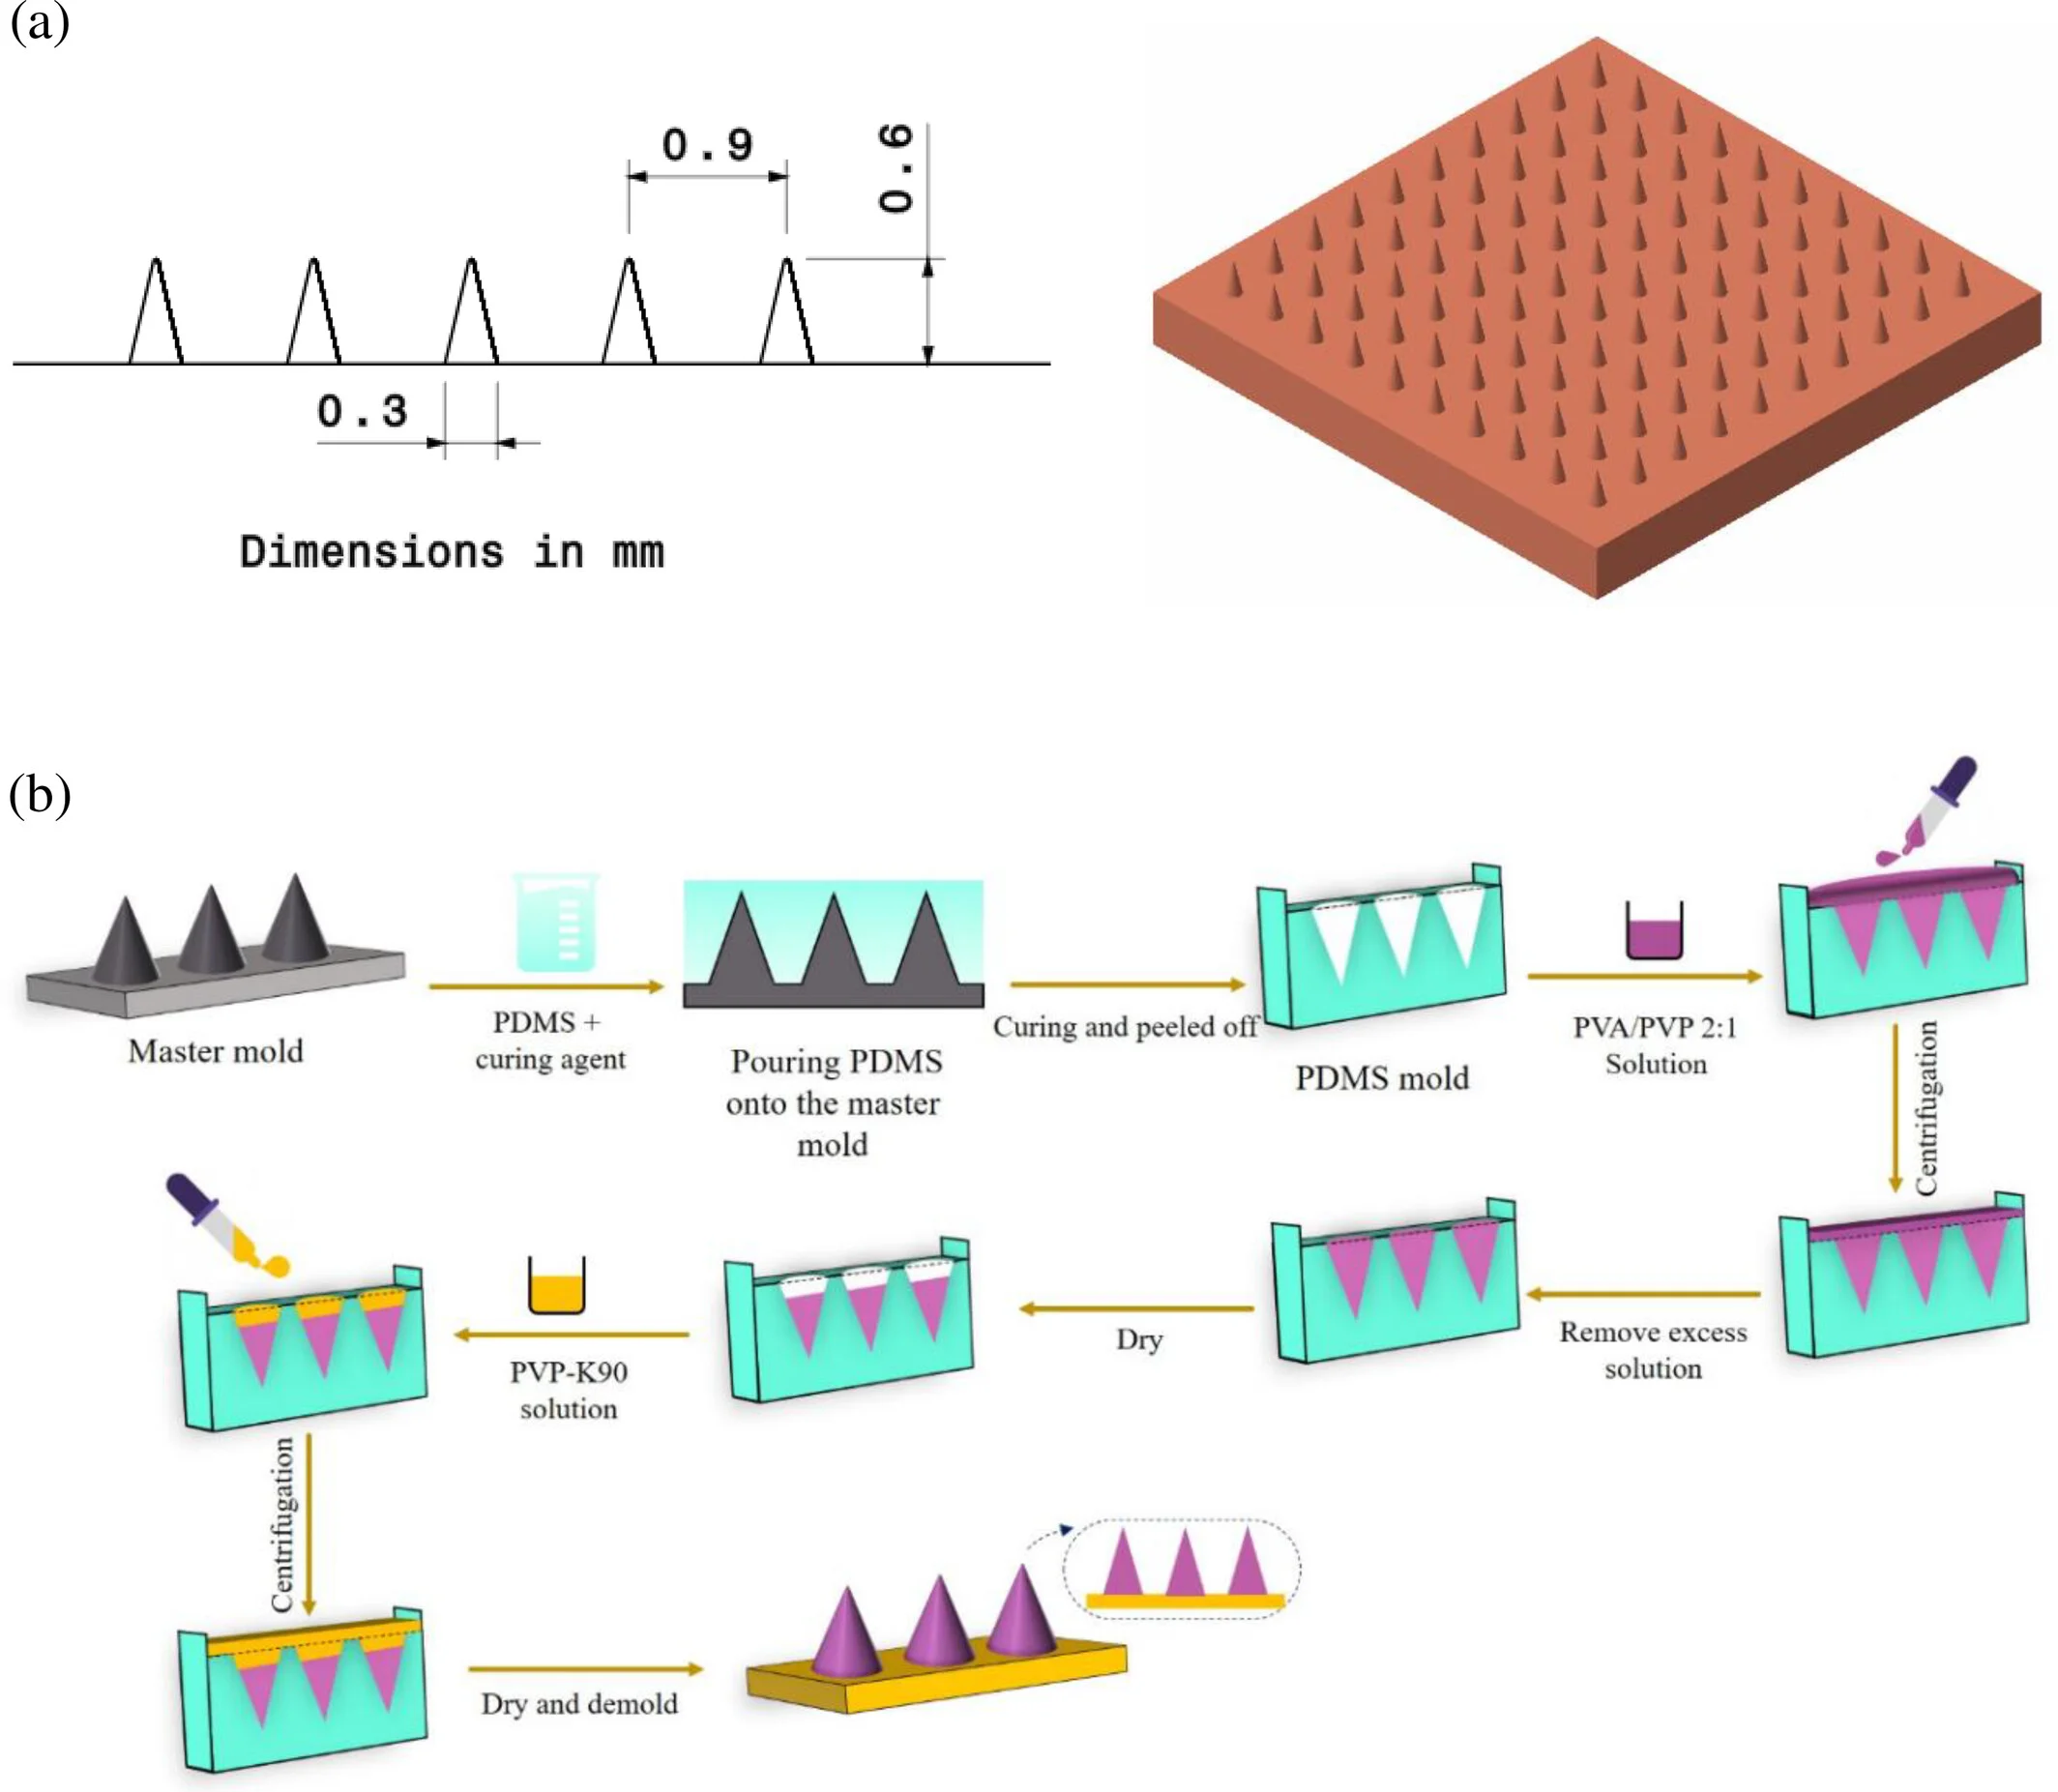 (a)
0.9
0.6
0.3
Dimensions in mm
(b)
Master mold
PDMS +
curing agent
Pouring PDMS
onto the master
mold
Curing and peeled off
PDMS mold
PVA/PVP 2:1
Solution
Centrifugation
Remove excess
solution
Dry
PVP-K90
solution
Centrifugation
Dry and demold